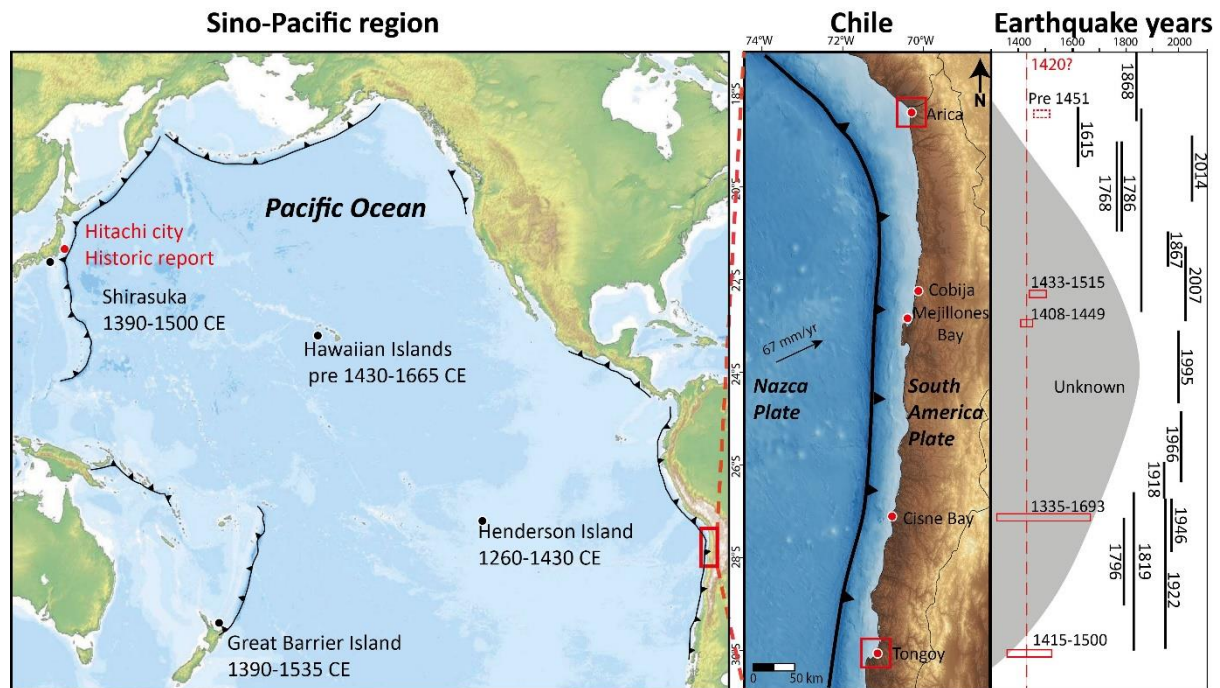 Sino-Pacific region
Pacific Ocean
Hitachi city
Historic report
Shirasuka
1390-1500 CE
Hawaiian Islands
pre 1430-1665 CE
Henderson Island
1260-1430 CE
Great Barrier Island
1390-1535 CE
Chile
74°W
72°W
70°W
18°S
20°S
22°S
24°S
26°S
28°S
30°S
N
Arica
Cobija
Mejillones
Bay
67 mm/yr
Nazca
Plate
South
America
Plate
Cisne Bay
Tongoy
0
50 km
Earthquake years
1400
1600
1800
2000
1420?
1868
Pre 1451
1615
1768
1786
2014
1867
2007
1433-1515
1408-1449
1995
Unknown
1966
1918
1335-1693
1946
1796
1819
1922
1415-1500